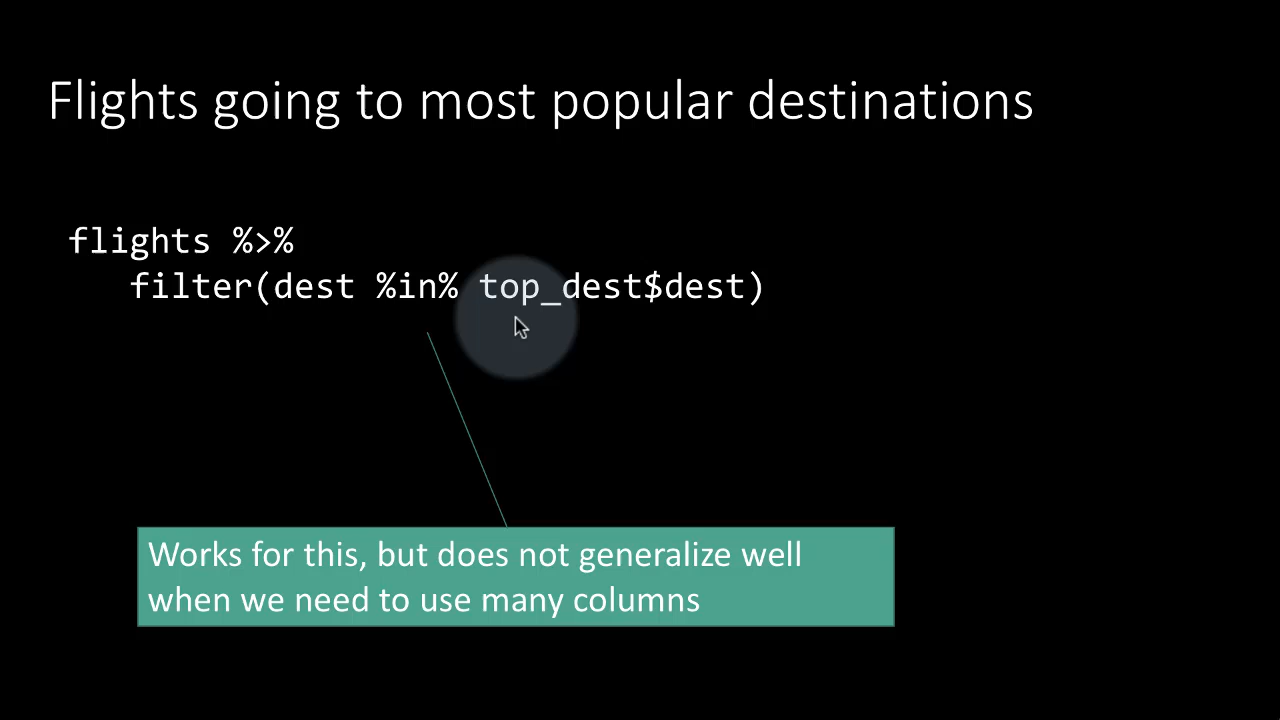 Flights going to most popular destinations
flights %>%
filter(dest %in% top_dest$dest)
Works for this, but does not generalize well
when we need to use many columns